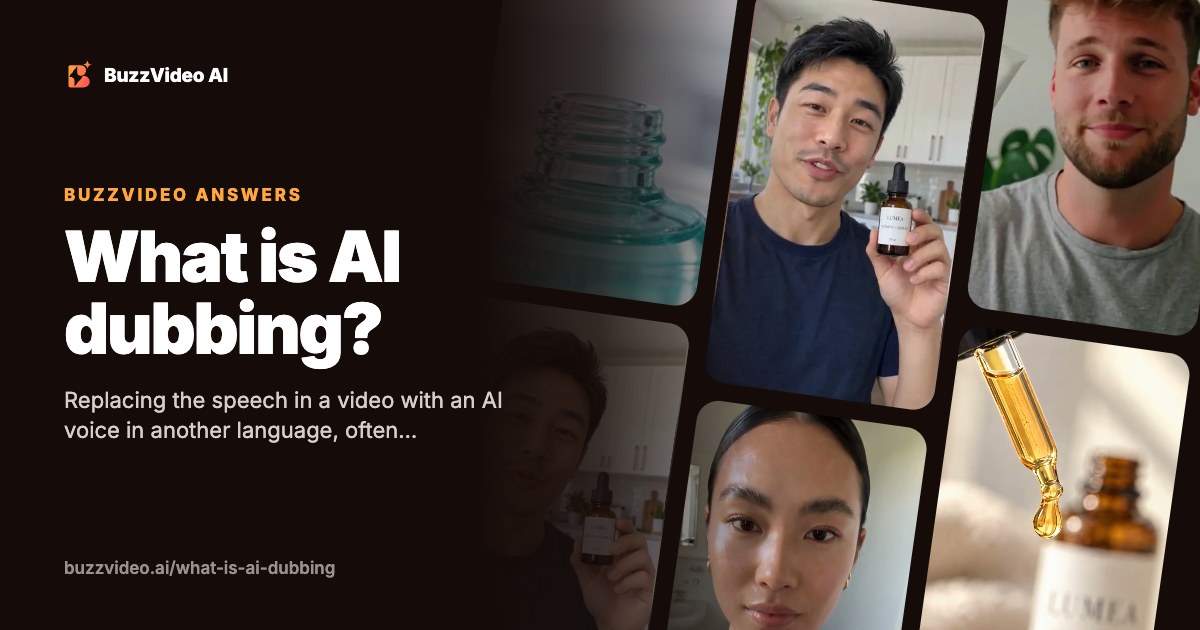 BuzzVideo AI
BUZZVIDEO ANSWERS
What is AI
dubbing?
Replacing the speech in a video with an AI
voice in another language, often...
buzzvideo.ai/what-is-ai-dubbing
LUMEA
LUMEA